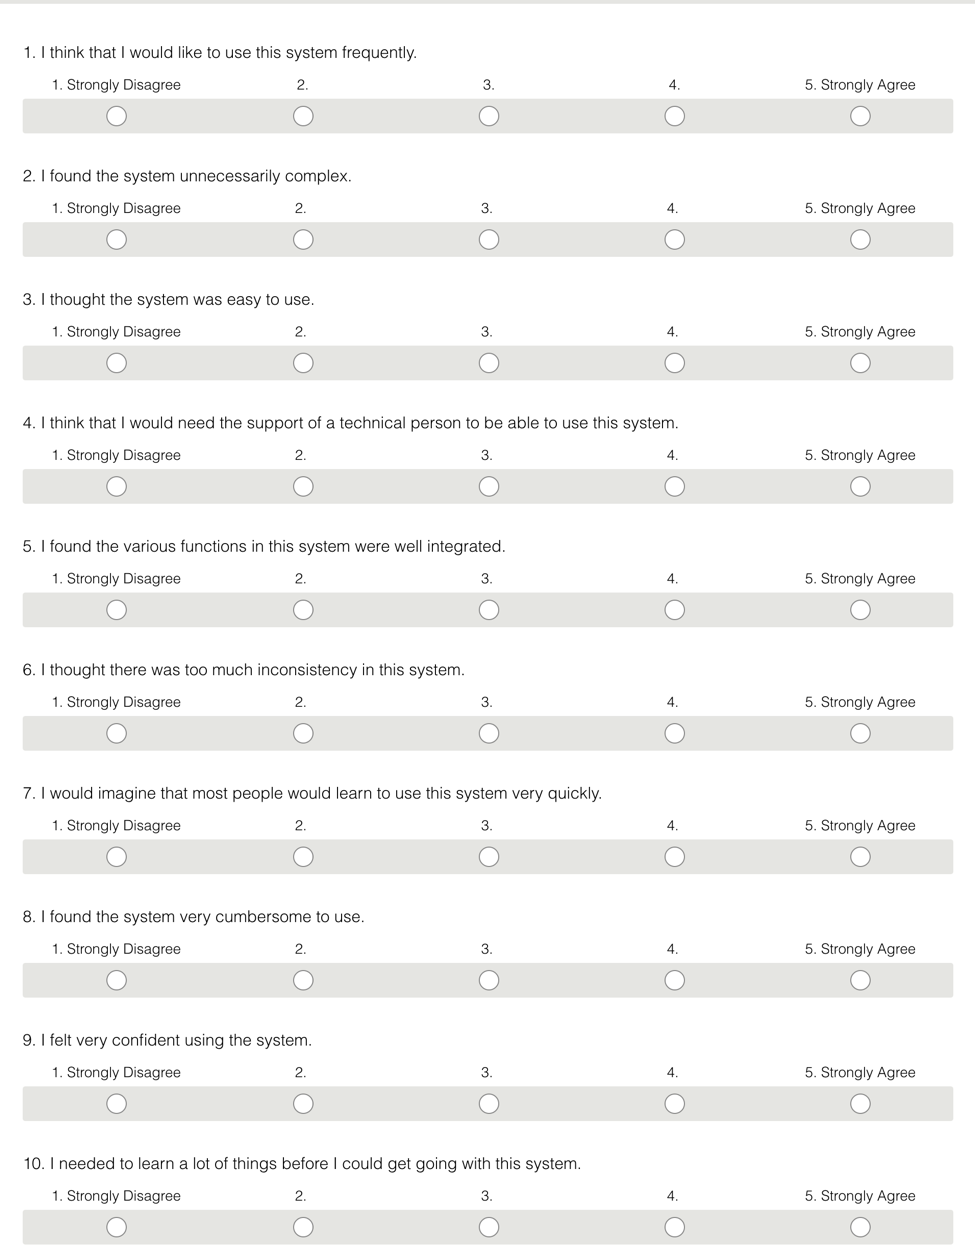 1. I think that I would like to use this system frequently.
1. Strongly Disagree 2. 3. 4. 5. Strongly Agree
2. I found the system unnecessarily complex.
1. Strongly Disagree 2. 3. 4. 5. Strongly Agree
3. I thought the system was easy to use.
1. Strongly Disagree 2. 3. 4. 5. Strongly Agree
4. I think that I would need the support of a technical person to be able to use this system.
1. Strongly Disagree 2. 3. 4. 5. Strongly Agree
5. I found the various functions in this system were well integrated.
1. Strongly Disagree 2. 3. 4. 5. Strongly Agree
6. I thought there was too much inconsistency in this system.
1. Strongly Disagree 2. 3. 4. 5. Strongly Agree
7. I would imagine that most people would learn to use this system very quickly.
1. Strongly Disagree 2. 3. 4. 5. Strongly Agree
8. I found the system very cumbersome to use.
1. Strongly Disagree 2. 3. 4. 5. Strongly Agree
9. I felt very confident using the system.
1. Strongly Disagree 2. 3. 4. 5. Strongly Agree
10. I needed to learn a lot of things before I could get going with this system.
1. Strongly Disagree 2. 3. 4. 5. Strongly Agree